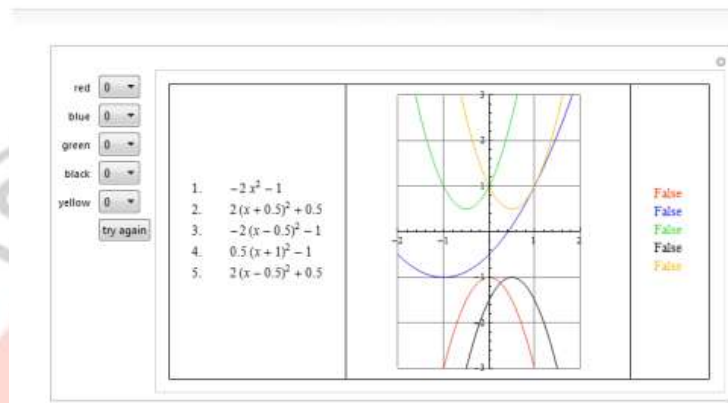 red 0
blue 0
green 0
black 0
yellow 0
try again
1. −2 x² − 1
2. 2 (x + 0.5)² + 0.5
3. −2 (x − 0.5)² − 1
4. 0.5 (x + 1)² − 1
5. 2 (x − 0.5)² + 0.5
3
2
1
-2 -1 1 2
-1
-2
-3
False
False
False
False
False